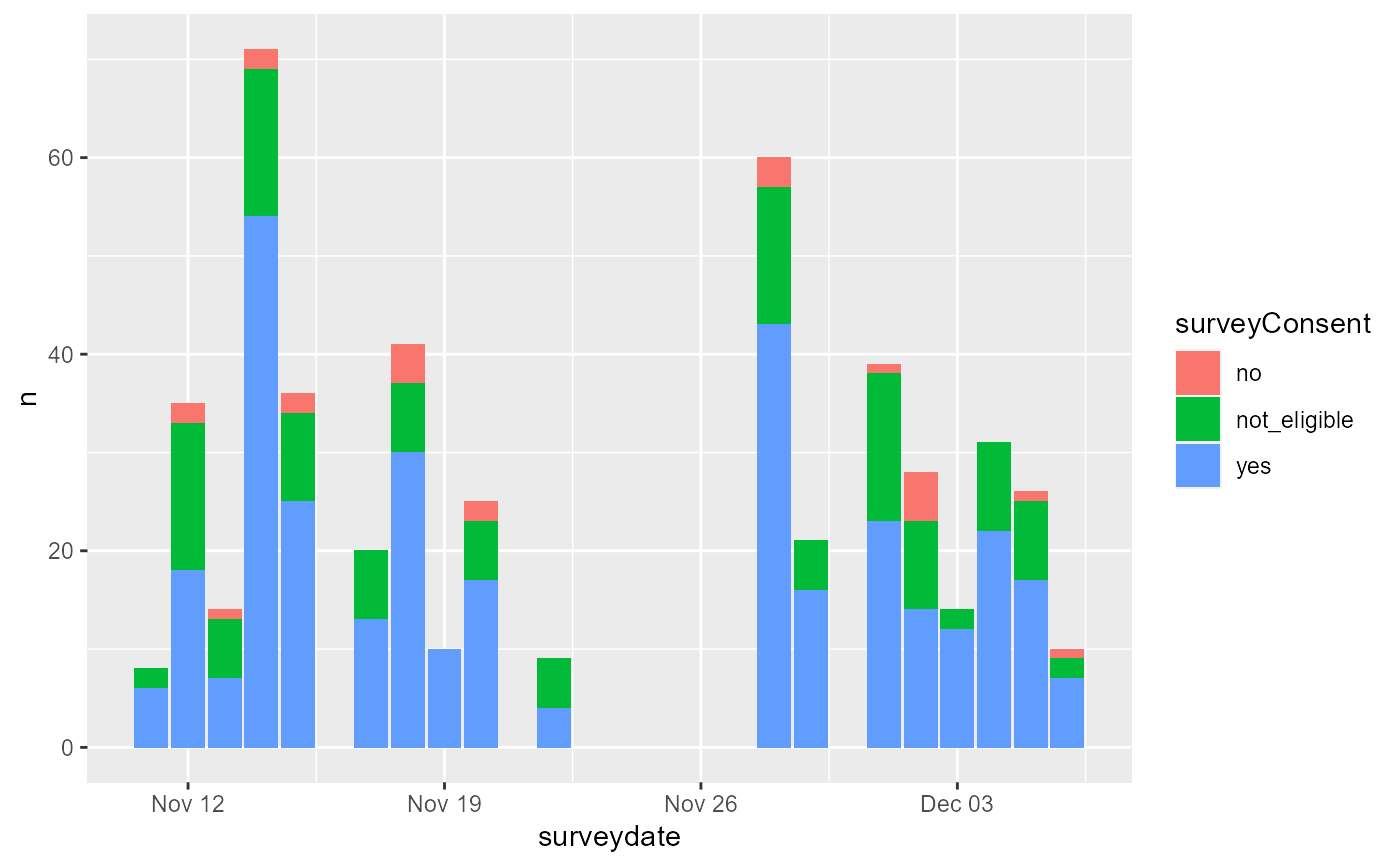 n
60
40
20
0
Nov 12
Nov 19
Nov 26
Dec 03
surveydate
surveyConsent
no
not_eligible
yes